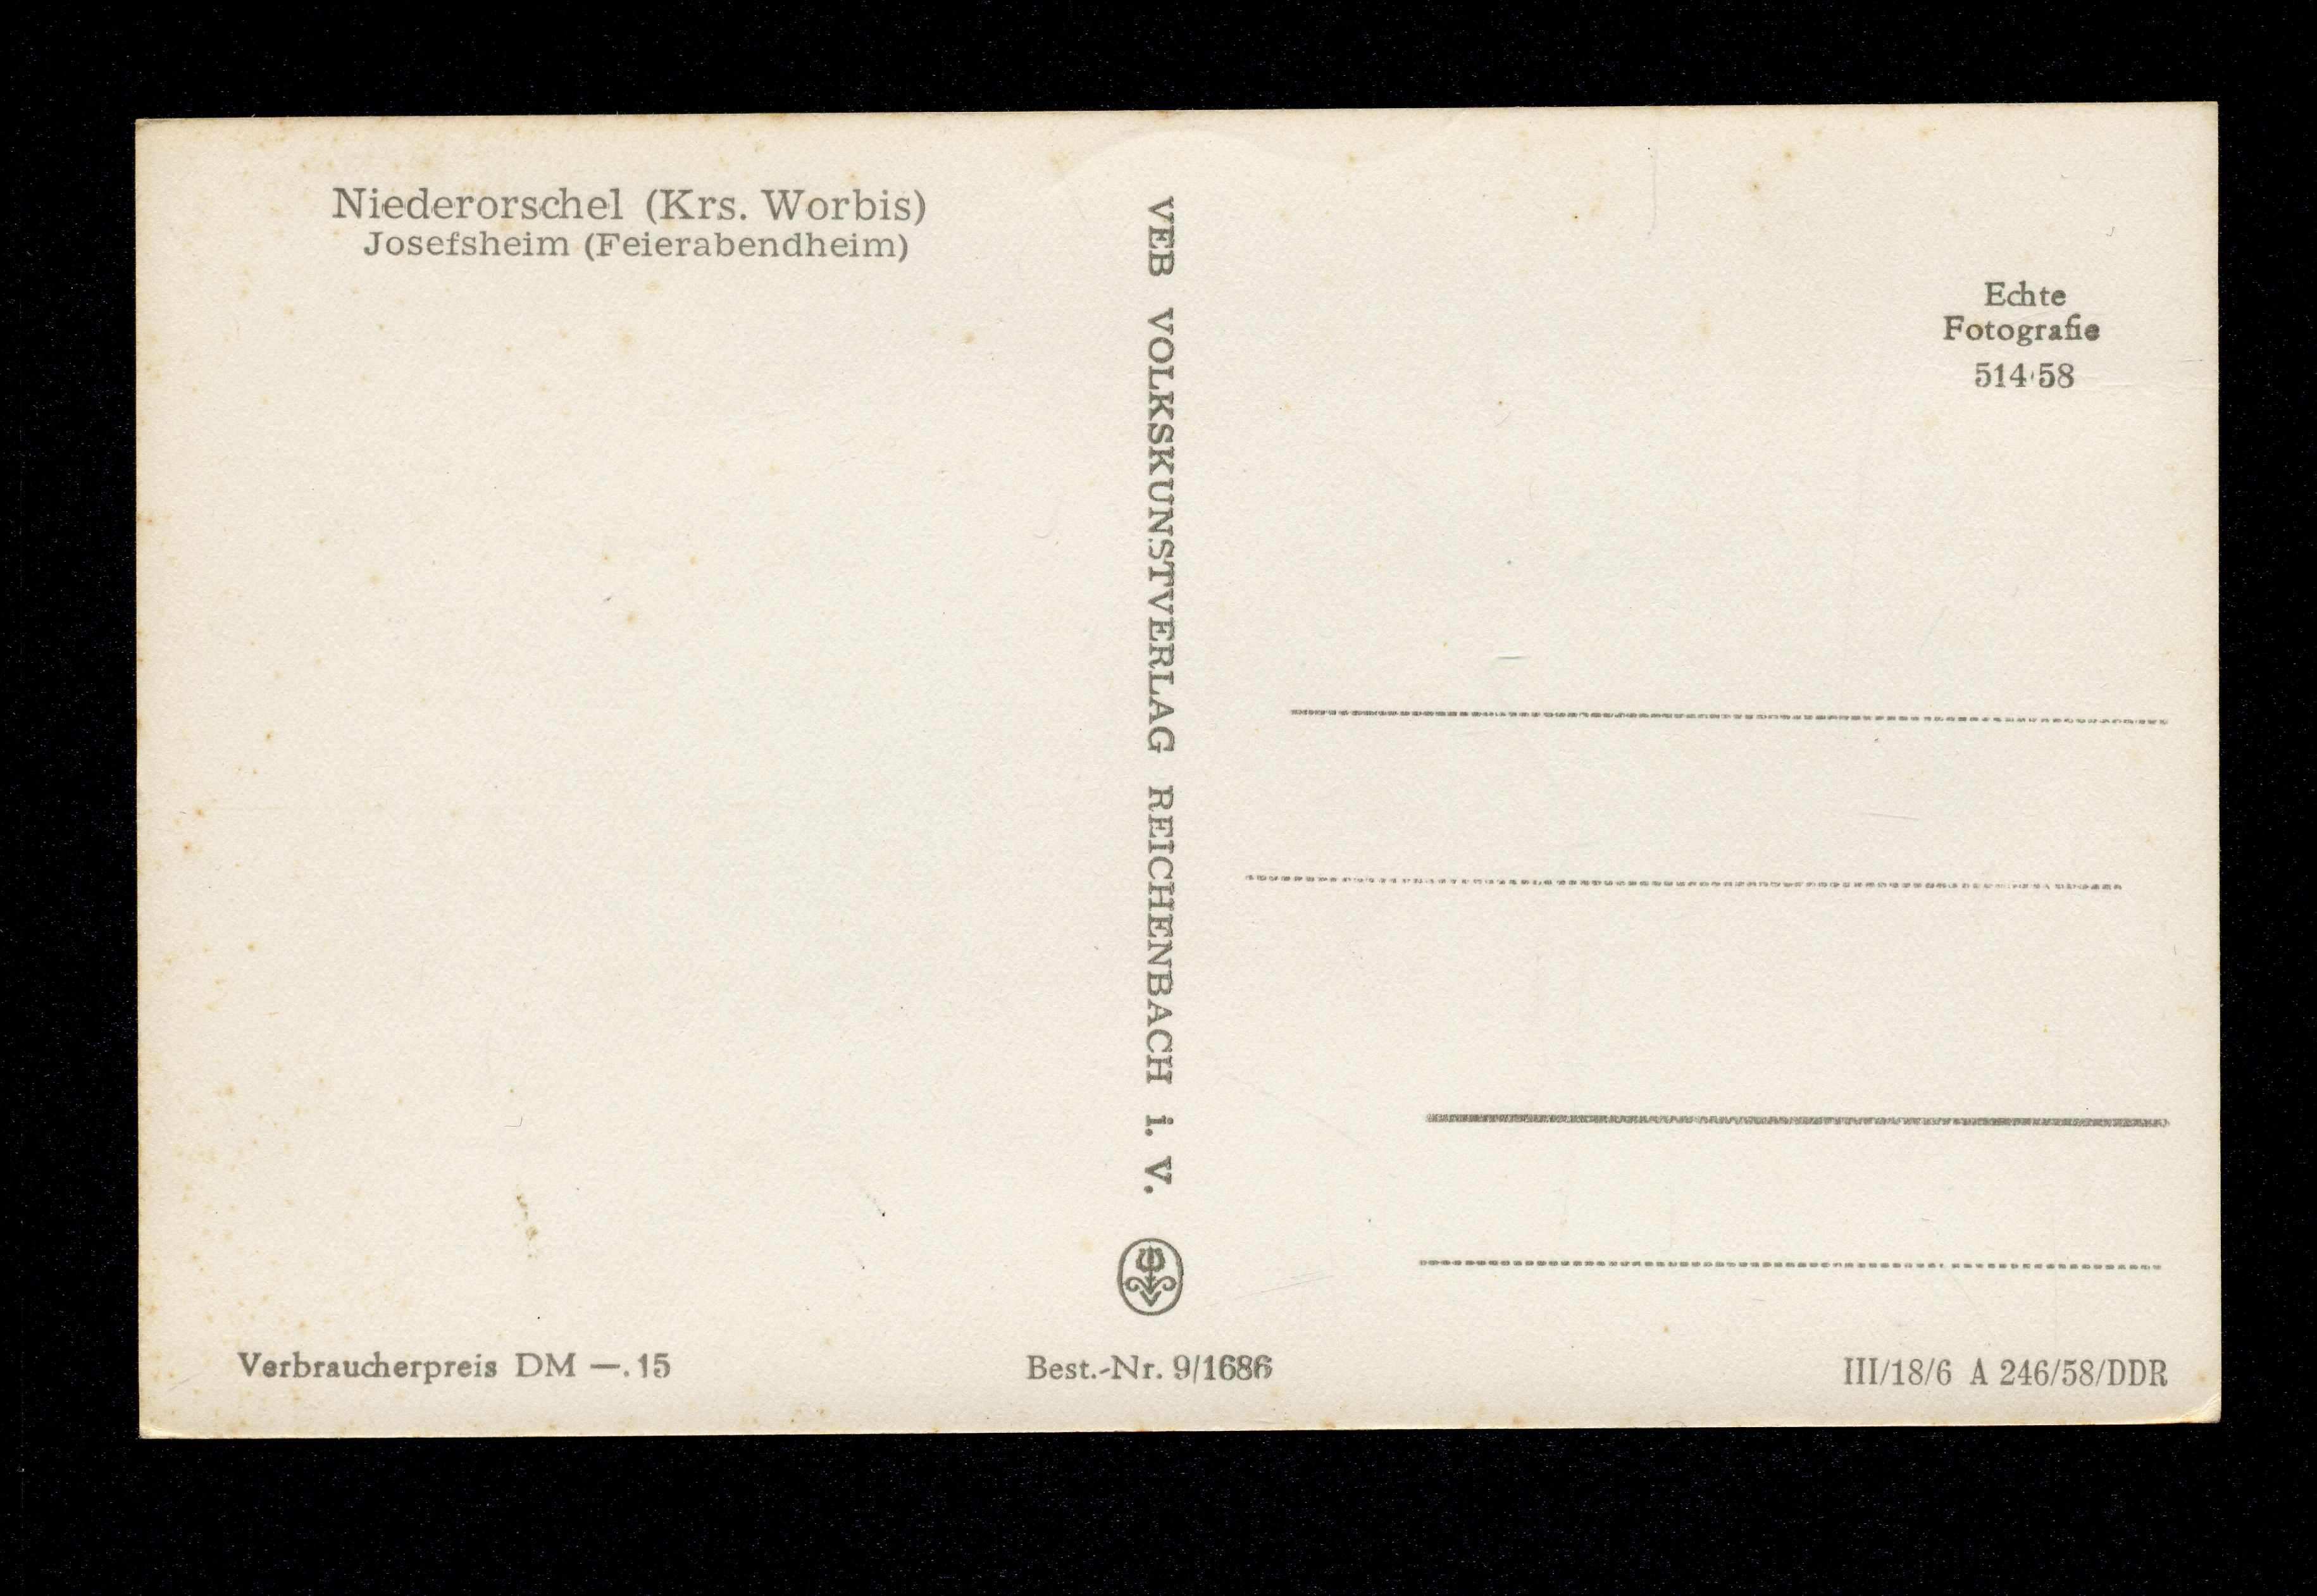 Niederorschel (Krs. Worbis)
Josefsheim (Feierabendheim)
VEB VOLKSKUNSTVERLAG REICHENBACH i. V.
Echte
Fotografie
514/58
Verbraucherpreis DM —.15
Best.-Nr. 9/1686
III/18/6 A 246/58/DDR